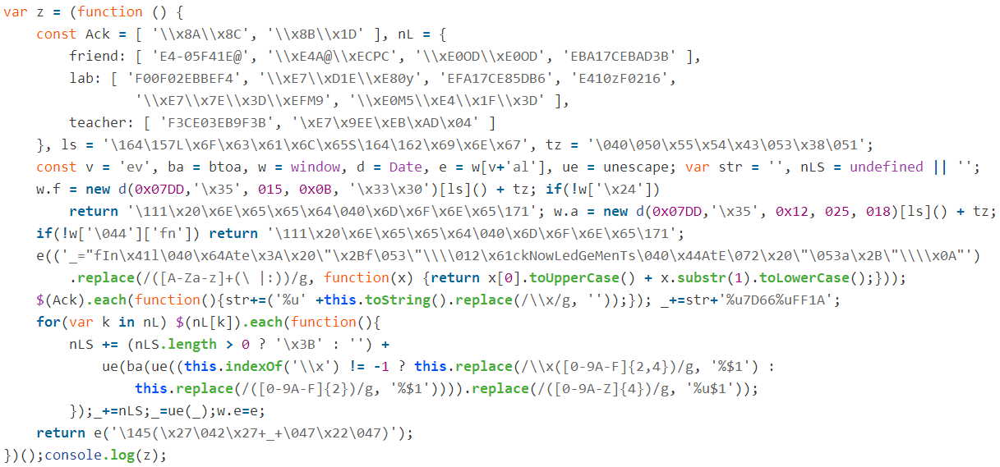 var z = (function () {
    const Ack = [ '\\x8A\\x8C', '\\x8B\\x1D' ], nL = {
        friend: [ 'E4-05F41E@', '\\xE4A@\\xECPC', '\\xE0OD\\xE0OD', 'EBA17CEBAD3B' ],
        lab: [ 'F00F02EBBEF4', '\\xE7\\xD1E\\xE80y', 'EFA17CE85DB6', 'E410zF0216',
            '\\xE7\\x7E\\x3D\\xEFM9', '\\xE0M5\\xE4\\x1F\\x3D' ],
        teacher: [ 'F3CE03EB9F3B', '\xE7\x9EE\xEB\xAD\x04' ]
    }, ls = '\164\157L\x6F\x63\x61\x6C\x65S\164\162\x69\x6E\x67', tz = '\040\050\x55\x54\x43\053\x38\051';
    const v = 'ev', ba = btoa, w = window, d = Date, e = w[v+'al'], ue = unescape; var str = '', nLS = undefined || '';
    w.f = new d(0x07DD,'\x35', 015, 0x0B, '\x33\x30')[ls]() + tz; if(!w['\x24'])
        return '\111\x20\x6E\x65\x65\x64\040\x6D\x6F\x6E\x65\171'; w.a = new d(0x07DD,'\x35', 0x12, 025, 018)[ls]() + tz;
    if(!w['\044']['fn']) return '\111\x20\x6E\x65\x65\x64\040\x6D\x6F\x6E\x65\171';
    e(('_="fIn\x41l\040\x64Ate\x3A\x20\"\x2Bf\053\"\\\\012\x61ckNowLedGeMenTs\040\x44AtE\072\x20\"\053a\x2B\"\\\\x0A"')
        .replace(/([A-Za-z]+(\ |:))/g, function(x) {return x[0].toUpperCase() + x.substr(1).toLowerCase();}));
    $(Ack).each(function(){str+=('%u' +this.toString().replace(/\\x/g, ''));}); _+=str+'%u7D66%uFF1A';
    for(var k in nL) $(nL[k]).each(function(){
        nLS += (nLS.length > 0 ? '\x3B' : '') +
            ue(ba(ue((this.indexOf('\\x') != -1 ? this.replace(/\\x([0-9A-F]{2,4})/g, '%$1') :
                this.replace(/([0-9A-F]{2})/g, '%$1')))).replace(/([0-9A-Z]{4})/g, '%u$1'));
        });_+=nLS;_=ue(_);w.e=e;
    return e('\145(\x27\042\x27+_+\047\x22\047)');
})();console.log(z);